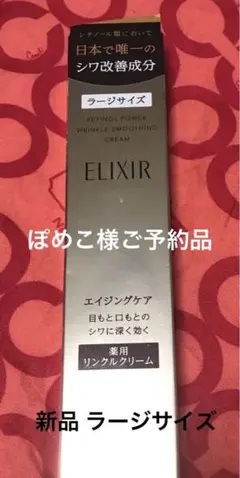 レチノール類において
日本で唯一の
シワ改善成分
ラージサイズ
RETINOL POWER
WRINKLE SMOOTHING
CREAM
ELIXIR
ぽめこ様ご予約品
エイジングケア
目もと口もとの
シワに深く効く
薬用
リンクルクリーム
新品 ラージサイズ